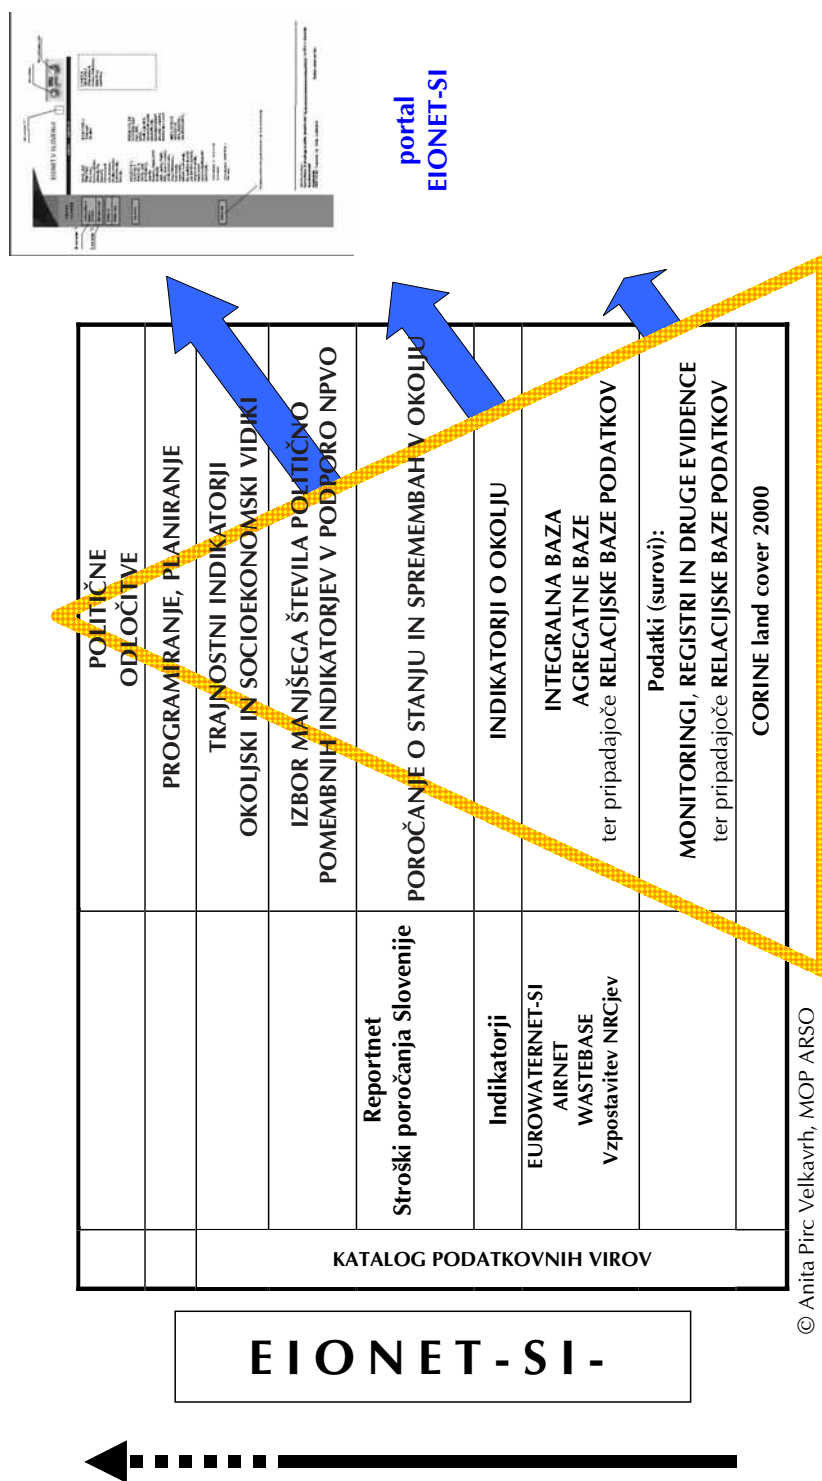 EIONET V SLOVENIJI
portal
EIONET-SI
POLITIČNE
ODLOČITVE
PROGRAMIRANJE, PLANIRANJE
TRAJNOSTNI INDIKATORJI
OKOLJSKI IN SOCIOEKONOMSKI VIDIKI
IZBOR MANJŠEGA ŠTEVILA POLITIČNO
POMEMBNIH INDIKATORJEV V PODPORO NPVO
Reportnet
Stroški poročanja Slovenije
POROČANJE O STANJU IN SPREMEMBAH V OKOLJU
Indikatorji
INDIKATORJI O OKOLJU
EUROWATERNET-SI
AIRNET
WASTEBASE
Vzpostavitev NRCjev
INTEGRALNA BAZA
AGREGATNE BAZE
ter pripadajoče RELACIJSKE BAZE PODATKOV
Podatki (surovi):
MONITORINGI, REGISTRI IN DRUGE EVIDENCE
ter pripadajoče RELACIJSKE BAZE PODATKOV
CORINE land cover 2000
KATALOG PODATKOVNIH VIROV
EIONET-SI-
© Anita Pirc Velkavrh, MOP ARSO